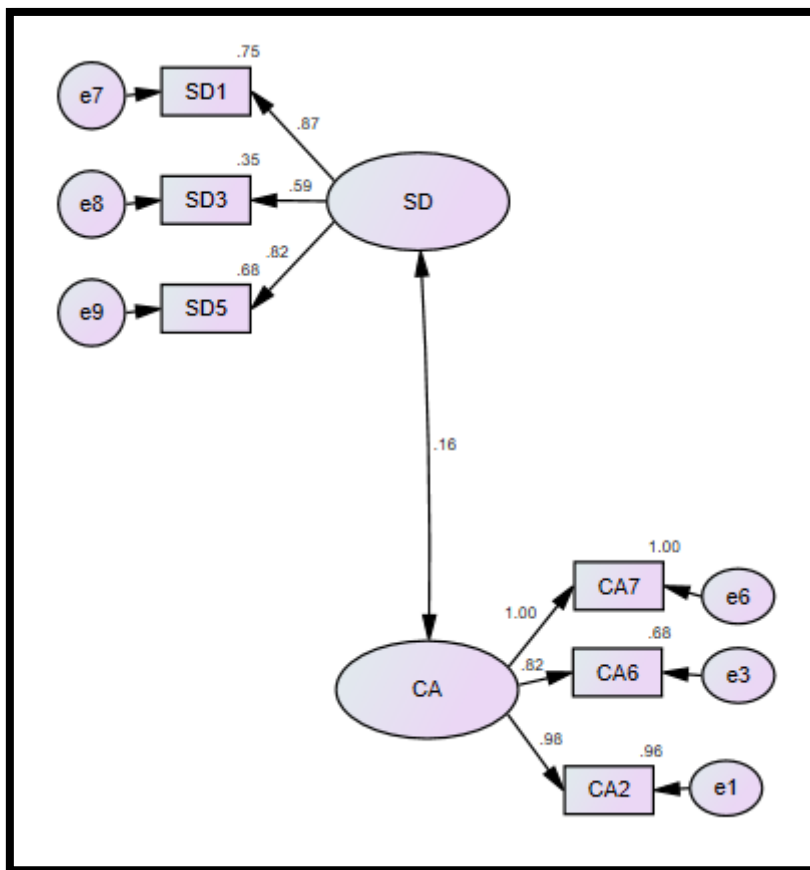 .75
e7
SD1
.87
.35
e8
SD3
.59
SD
.82
.68
e9
SD5
.16
1.00
CA7
e6
1.00
.68
.82
CA6
e3
CA
.98
.96
CA2
e1